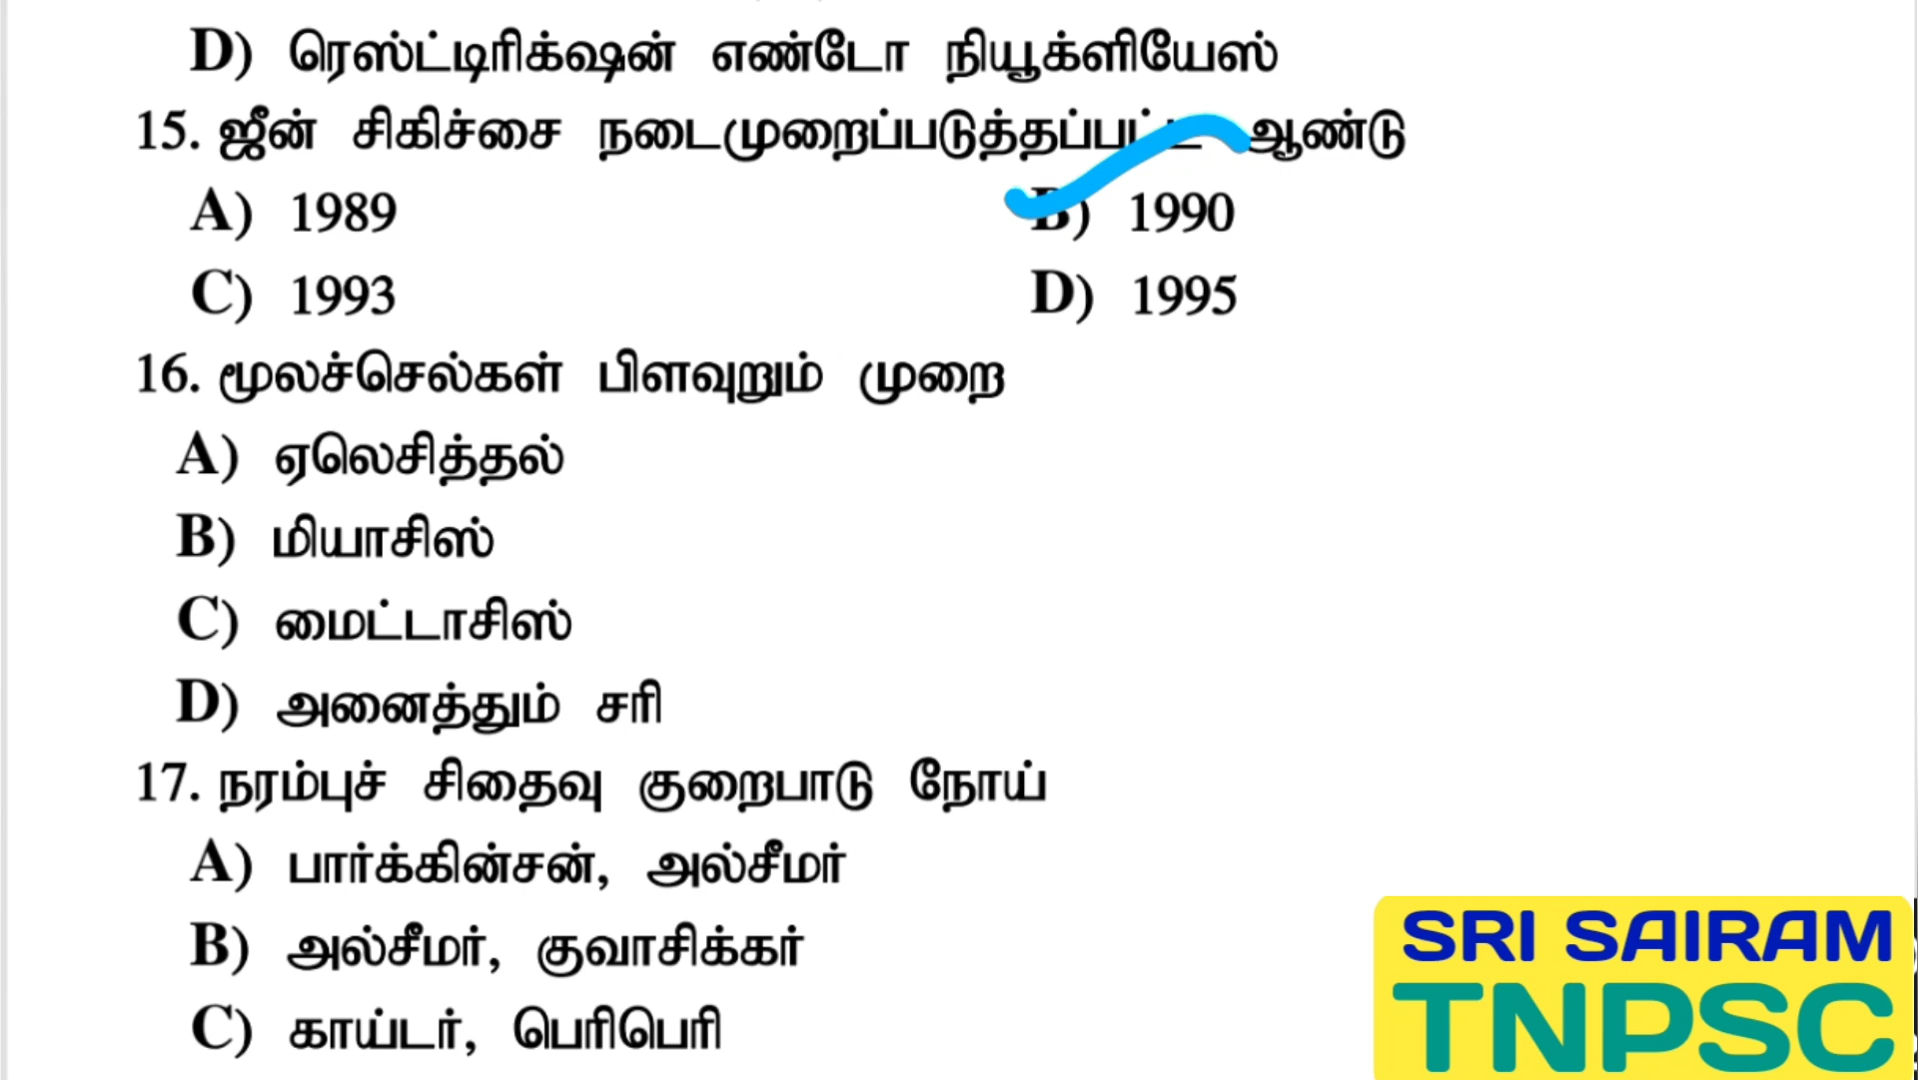 D) ரெஸ்ட்டிரிக்ஷன் எண்டோ நியூக்ளியேஸ்
15. ஜீன் சிகிச்சை நடைமுறைப்படுத்தப்பட்ட ஆண்டு
A) 1989 B) 1990
C) 1993 D) 1995
16. மூலச்செல்கள் பிளவுறும் முறை
A) ஏலெசித்தல்
B) மியாசிஸ்
C) மைட்டாசிஸ்
D) அனைத்தும் சரி
17. நரம்புச் சிதைவு குறைபாடு நோய்
A) பார்க்கின்சன், அல்சீமர்
B) அல்சீமர், குவாசிக்கர்
C) காய்டர், பெரிபெரி
SRI SAIRAM
TNPSC